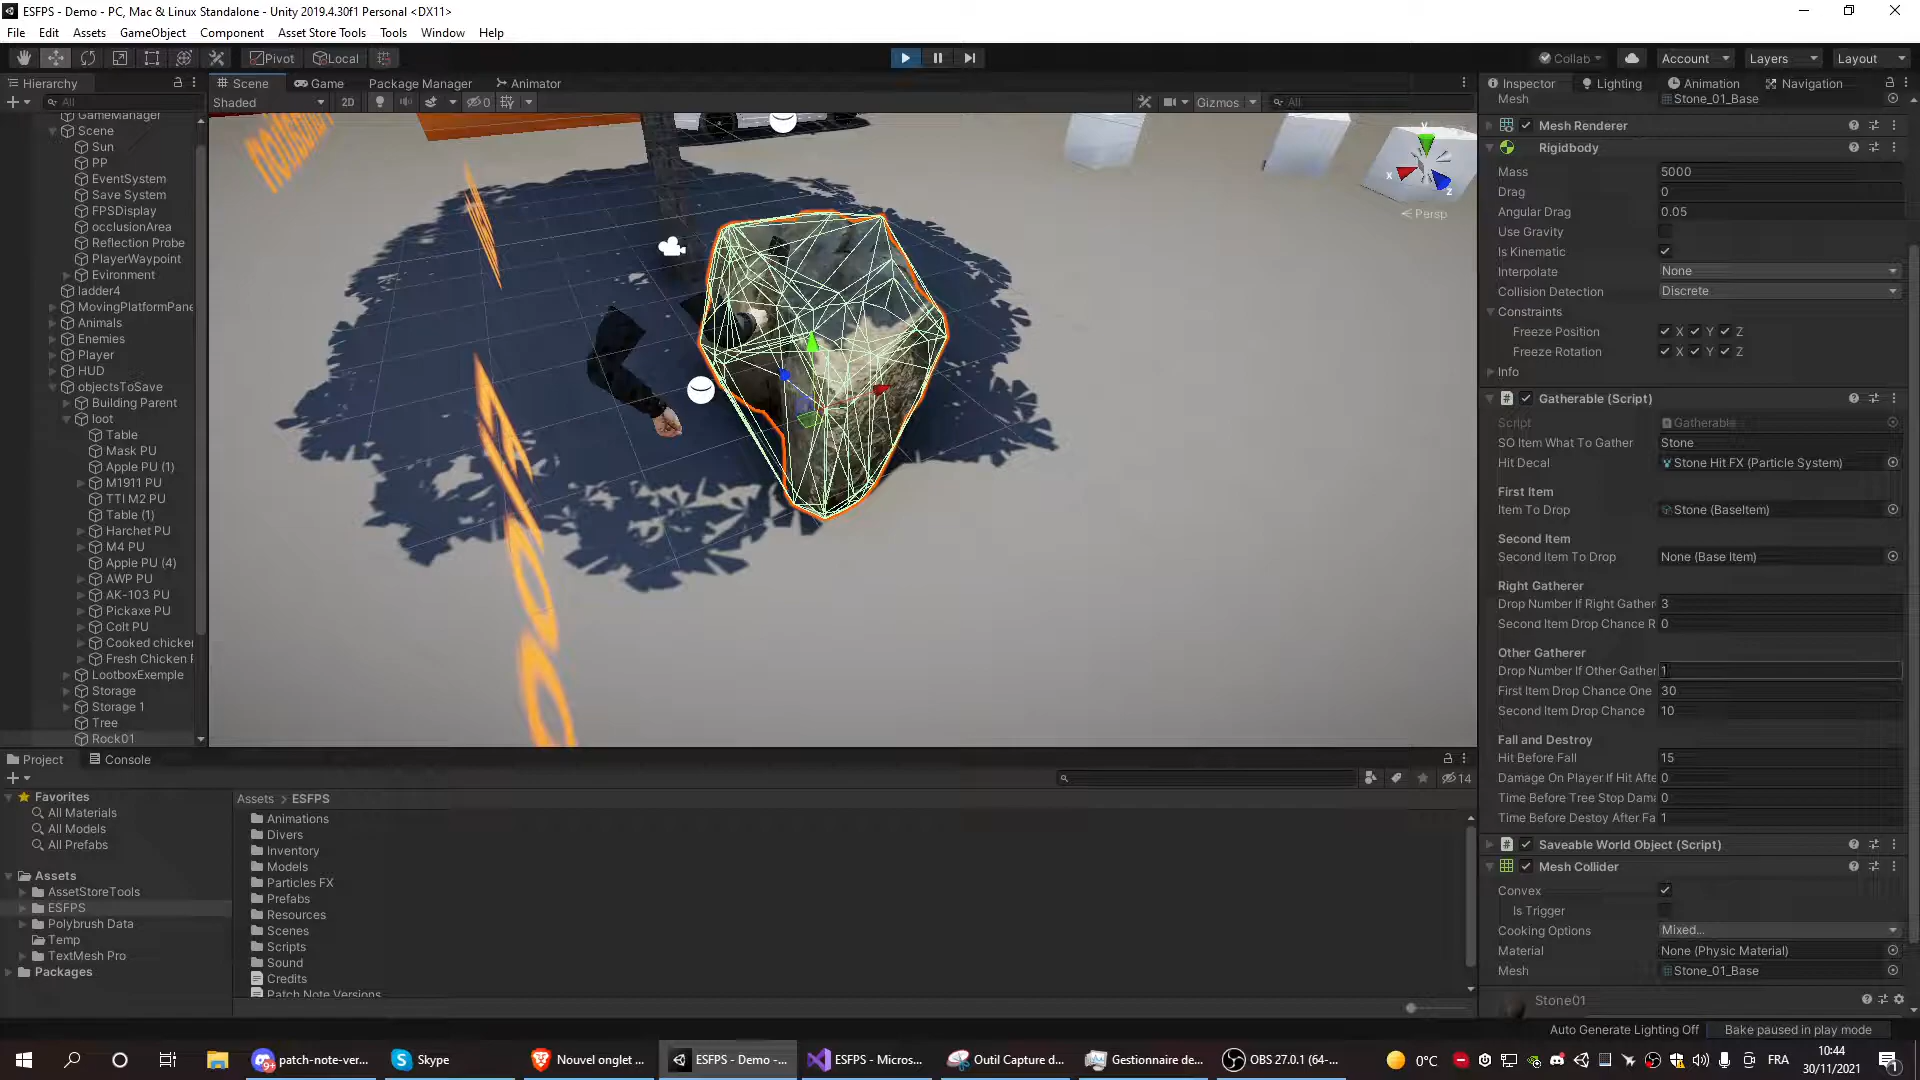 ESFPS - Demo - PC, Mac & Linux Standalone - Unity 2019.4.30f1 Personal <DX11>
File Edit Assets GameObject Component Asset Store Tools Tools Window Help
Pivot Local Collab Account Layers Layout
Hierarchy Scene Game Package Manager Animator Inspector Lighting Animation Navigation
All
Shaded 2D 0 Gizmos All
GameManager
Scene
Sun
PP
EventSystem
Save System
FPSDisplay
occlusionArea
Reflection Probe
PlayerWaypoint
Evironment
ladder4
MovingPlatformPane
Animals
Enemies
Player
HUD
objectsToSave
Building Parent
loot
Table
Mask PU
Apple PU (1)
M1911 PU
TTI M2 PU
Table (1)
Harchet PU
M4 PU
Apple PU (4)
AWP PU
AK-103 PU
Pickaxe PU
Colt PU
Cooked chicke
Fresh Chicken
LootboxExemple
Storage
Storage 1
Tree
Rock01
y
x
z
Persp
Mesh Stone_01_Base
Mesh Renderer
Rigidbody
Mass 5000
Drag 0
Angular Drag 0.05
Use Gravity
Is Kinematic
Interpolate None
Collision Detection Discrete
Constraints
Freeze Position X Y Z
Freeze Rotation X Y Z
Info
Gatherable (Script)
Script Gatherable
SO Item What To Gather Stone
Hit Decal Stone Hit FX (Particle System)
First Item
Item To Drop Stone (BaseItem)
Second Item
Second Item To Drop None (Base Item)
Right Gatherer
Drop Number If Right Gather 3
Second Item Drop Chance R 0
Other Gatherer
Drop Number If Other Gather 1
First Item Drop Chance One 30
Second Item Drop Chance 10
Fall and Destroy
Hit Before Fall 15
Damage On Player If Hit Afte 0
Time Before Tree Stop Dama 0
Time Before Destoy After Fa 1
Saveable World Object (Script)
Mesh Collider
Convex
Is Trigger
Cooking Options Mixed...
Material None (Physic Material)
Mesh Stone_01_Base
Stone01
Auto Generate Lighting Off Bake paused in play mode
Project Console
14
Favorites
All Materials
All Models
All Prefabs
Assets
AssetStoreTools
ESFPS
Polybrush Data
Temp
TextMesh Pro
Packages
Assets > ESFPS
Animations
Divers
Inventory
Models
Particles FX
Prefabs
Resources
Scenes
Scripts
Sound
Credits
Patch Note Versions
patch-note-ver... Skype Nouvel onglet ... ESFPS - Demo -... ESFPS - Micros... Outil Capture d... Gestionnaire de... OBS 27.0.1 (64-... 0°C FRA 10:44
30/11/2021